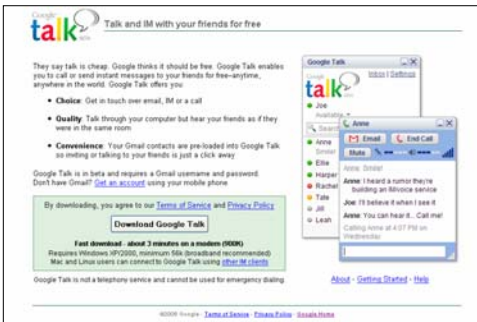 Google
talk
BETA
Talk and IM with your friends for free
They say talk is cheap. Google thinks it should be free. Google Talk enables
you to call or send instant messages to your friends for free–anytime,
anywhere in the world. Google Talk offers you:
• Choice: Get in touch over email, IM or a call
• Quality: Talk through your computer but hear your friends as if they
were in the same room
• Convenience: Your Gmail contacts are pre-loaded into Google Talk
so inviting or talking to your friends is just a click away
Google Talk is in beta and requires a Gmail username and password.
Don't have Gmail? Get an account using your mobile phone
By downloading, you agree to our Terms of Service and Privacy Policy
Download Google Talk
Fast download - about 3 minutes on a modem (900K)
Requires Windows XP/2000, minimum 56k (broadband recommended)
Mac and Linux users can connect to Google Talk using other IM clients
Google Talk is not a telephony service and cannot be used for emergency dialing
Google Talk
Google
talk
Inbox | Settings
Joe
Available
Search
Anne
Smile!
Ellie
Harper
Rachel
Tate
Jill
Leah
Anne
Email
End Call
Mute
Anne: Smile!
Anne: I heard a rumor they're
building an IM/voice service
Joe: I'll believe it when I see it
Anne: You can hear it... Call me!
Calling Anne at 4:07 PM on
Wednesday
About - Getting Started - Help
Google - Terms of Service - Privacy Policy - Google Home